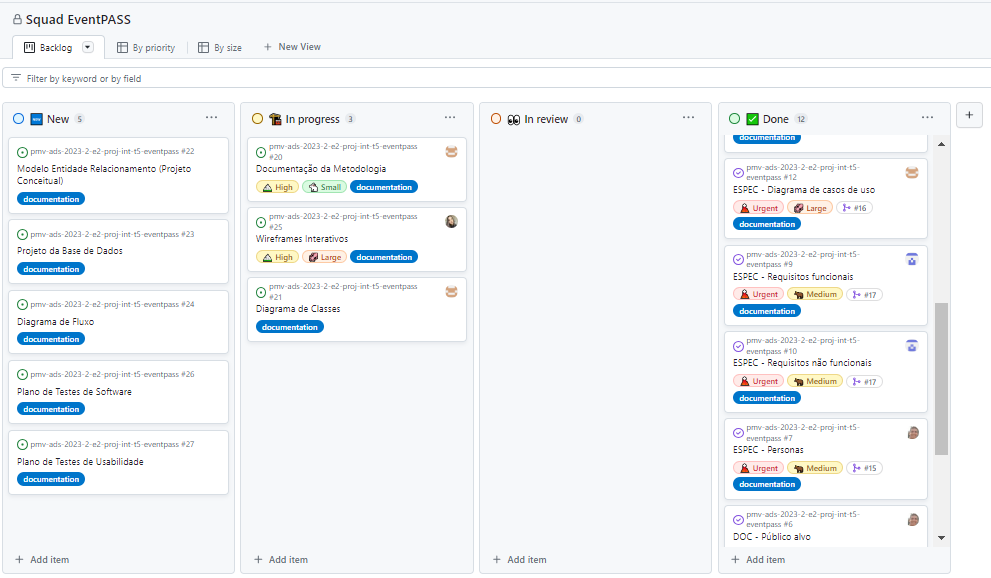 Squad EventPASS
Backlog
By priority
By size
New View
Filter by keyword or by field
New 5
pmv-ads-2023-2-e2-proj-int-t5-eventpass #22
Modelo Entidade Relacionamento (Projeto
Conceitual)
documentation
pmv-ads-2023-2-e2-proj-int-t5-eventpass #23
Projeto da Base de Dados
documentation
pmv-ads-2023-2-e2-proj-int-t5-eventpass #24
Diagrama de Fluxo
documentation
pmv-ads-2023-2-e2-proj-int-t5-eventpass #26
Plano de Testes de Software
documentation
pmv-ads-2023-2-e2-proj-int-t5-eventpass #27
Plano de Testes de Usabilidade
documentation
+ Add item
In progress 3
pmv-ads-2023-2-e2-proj-int-t5-eventpass
#20
Documentação da Metodologia
High Small documentation
pmv-ads-2023-2-e2-proj-int-t5-eventpass
#25
Wireframes Interativos
High Large documentation
pmv-ads-2023-2-e2-proj-int-t5-eventpass
#21
Diagrama de Classes
documentation
+ Add item
In review 0
+ Add item
Done 12
documentation
pmv-ads-2023-2-e2-proj-int-t5-
eventpass #12
ESPEC - Diagrama de casos de uso
Urgent Large #16
documentation
pmv-ads-2023-2-e2-proj-int-t5-
eventpass #9
ESPEC - Requisitos funcionais
Urgent Medium #17
documentation
pmv-ads-2023-2-e2-proj-int-t5-
eventpass #10
ESPEC - Requisitos não funcionais
Urgent Medium #17
documentation
pmv-ads-2023-2-e2-proj-int-t5-
eventpass #7
ESPEC - Personas
Urgent Medium #15
documentation
pmv-ads-2023-2-e2-proj-int-t5-
eventpass #6
DOC - Público alvo
+ Add item